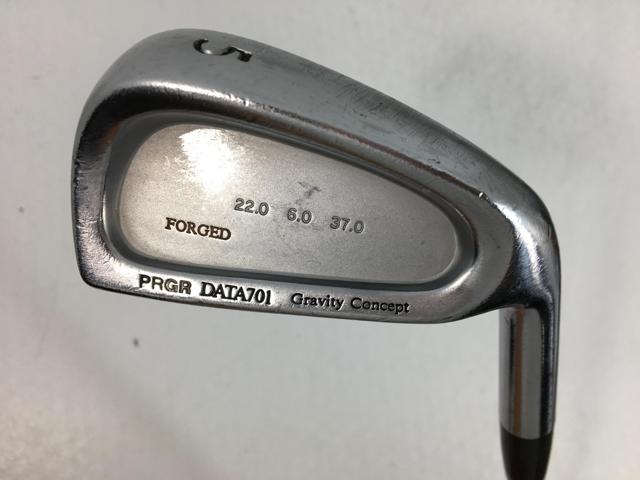 5
22.0 6.0 37.0
FORGED
PRGR DATA701 Gravity Concept